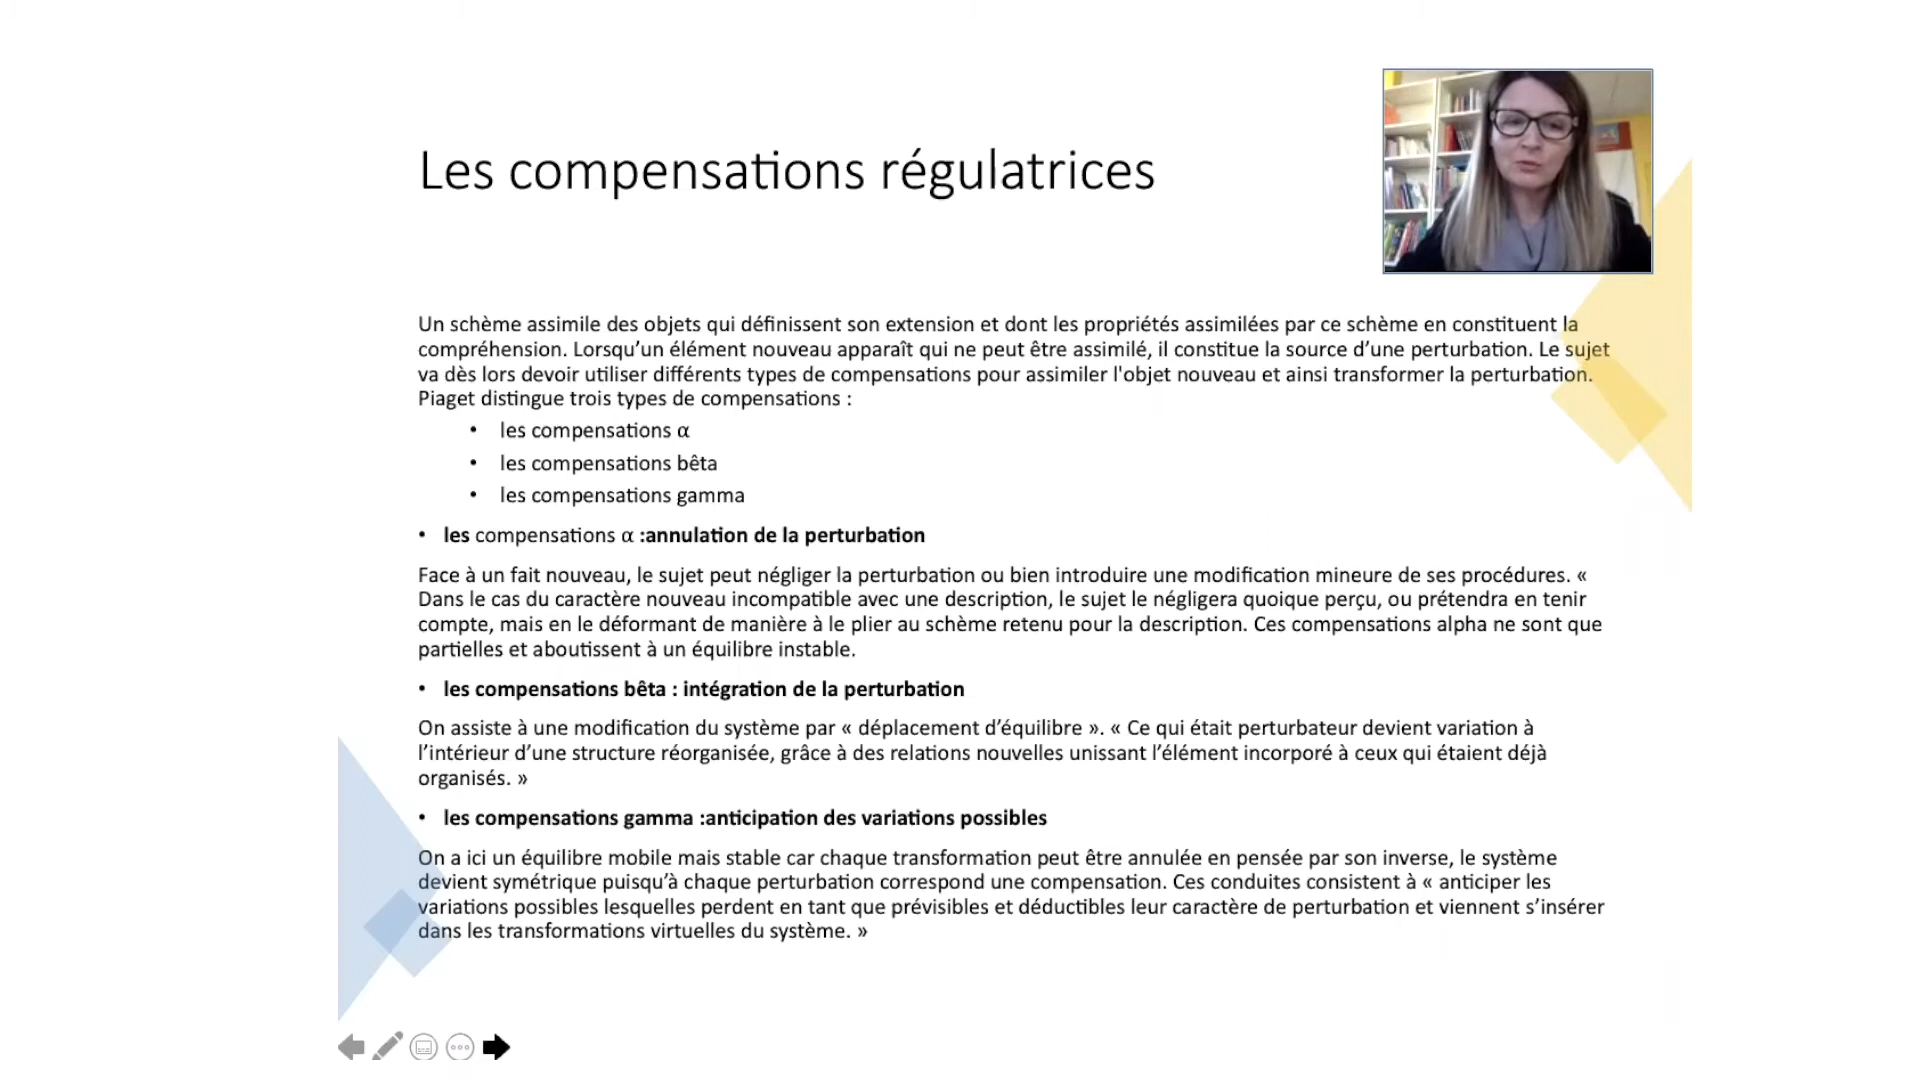 Les compensations régulatrices
Un schème assimile des objets qui définissent son extension et dont les propriétés assimilées par ce schème en constituent la
compréhension. Lorsqu’un élément nouveau apparaît qui ne peut être assimilé, il constitue la source d’une perturbation. Le sujet
va dès lors devoir utiliser différents types de compensations pour assimiler l'objet nouveau et ainsi transformer la perturbation.
Piaget distingue trois types de compensations :
• les compensations α
• les compensations bêta
• les compensations gamma
• les compensations α :annulation de la perturbation
Face à un fait nouveau, le sujet peut négliger la perturbation ou bien introduire une modification mineure de ses procédures. «
Dans le cas du caractère nouveau incompatible avec une description, le sujet le négligera quoique perçu, ou prétendra en tenir
compte, mais en le déformant de manière à le plier au schème retenu pour la description. Ces compensations alpha ne sont que
partielles et aboutissent à un équilibre instable.
• les compensations bêta : intégration de la perturbation
On assiste à une modification du système par « déplacement d’équilibre ». « Ce qui était perturbateur devient variation à
l’intérieur d’une structure réorganisée, grâce à des relations nouvelles unissant l’élément incorporé à ceux qui étaient déjà
organisés. »
• les compensations gamma :anticipation des variations possibles
On a ici un équilibre mobile mais stable car chaque transformation peut être annulée en pensée par son inverse, le système
devient symétrique puisqu’à chaque perturbation correspond une compensation. Ces conduites consistent à « anticiper les
variations possibles lesquelles perdent en tant que prévisibles et déductibles leur caractère de perturbation et viennent s’insérer
dans les transformations virtuelles du système. »